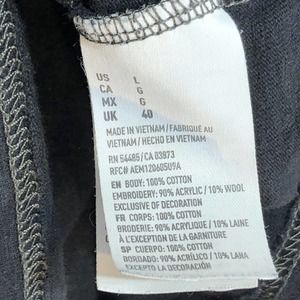 US L
CA G
MX G
UK 40
MADE IN VIETNAM / FABRIQUÉ AU
VIETNAM / HECHO EN VIETNAM
RN 54485/CA 03873
RFC# AEM120605U9A
EN BODY: 100% COTTON
EMBROIDERY: 90% ACRYLIC / 10% WOOL
EXCLUSIVE OF DECORATION
FR CORPS: 100% COTTON
BRODERIE: 90% ACRYLIQUE / 10% LAINE
À L'EXCEPTION DE LA GARNITURE
SP CUERPO: 100% COTTON
BORDADO: 90% ACRÍLICO / 10% LANA
EXCEPTO LA DECORACIÓN